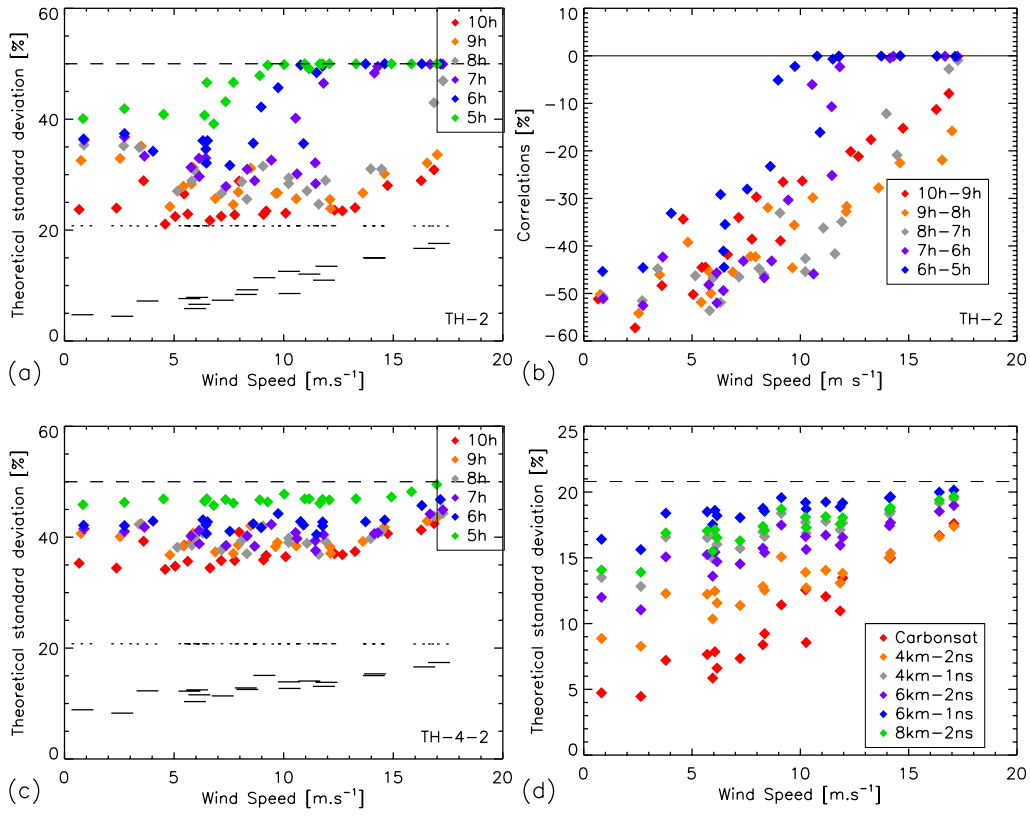 Theoretical standard deviation [%]
60
40
20
0
10h
9h
8h
7h
6h
5h
TH-2
0 5 10 15 20
(a)
Wind Speed [m.s⁻¹]
Correlations [%]
10
0
-10
-20
-30
-40
-50
-60
10h-9h
9h-8h
8h-7h
7h-6h
6h-5h
TH-2
0 5 10 15 20
(b)
Wind Speed [m s⁻¹]
Theoretical standard deviation [%]
60
40
20
0
10h
9h
8h
7h
6h
5h
TH-4-2
0 5 10 15 20
(c)
Wind Speed [m.s⁻¹]
Theoretical standard deviation [%]
25
20
15
10
5
0
Carbonsat
4km-2ns
4km-1ns
6km-2ns
6km-1ns
8km-2ns
0 5 10 15 20
(d)
Wind Speed [m.s⁻¹]